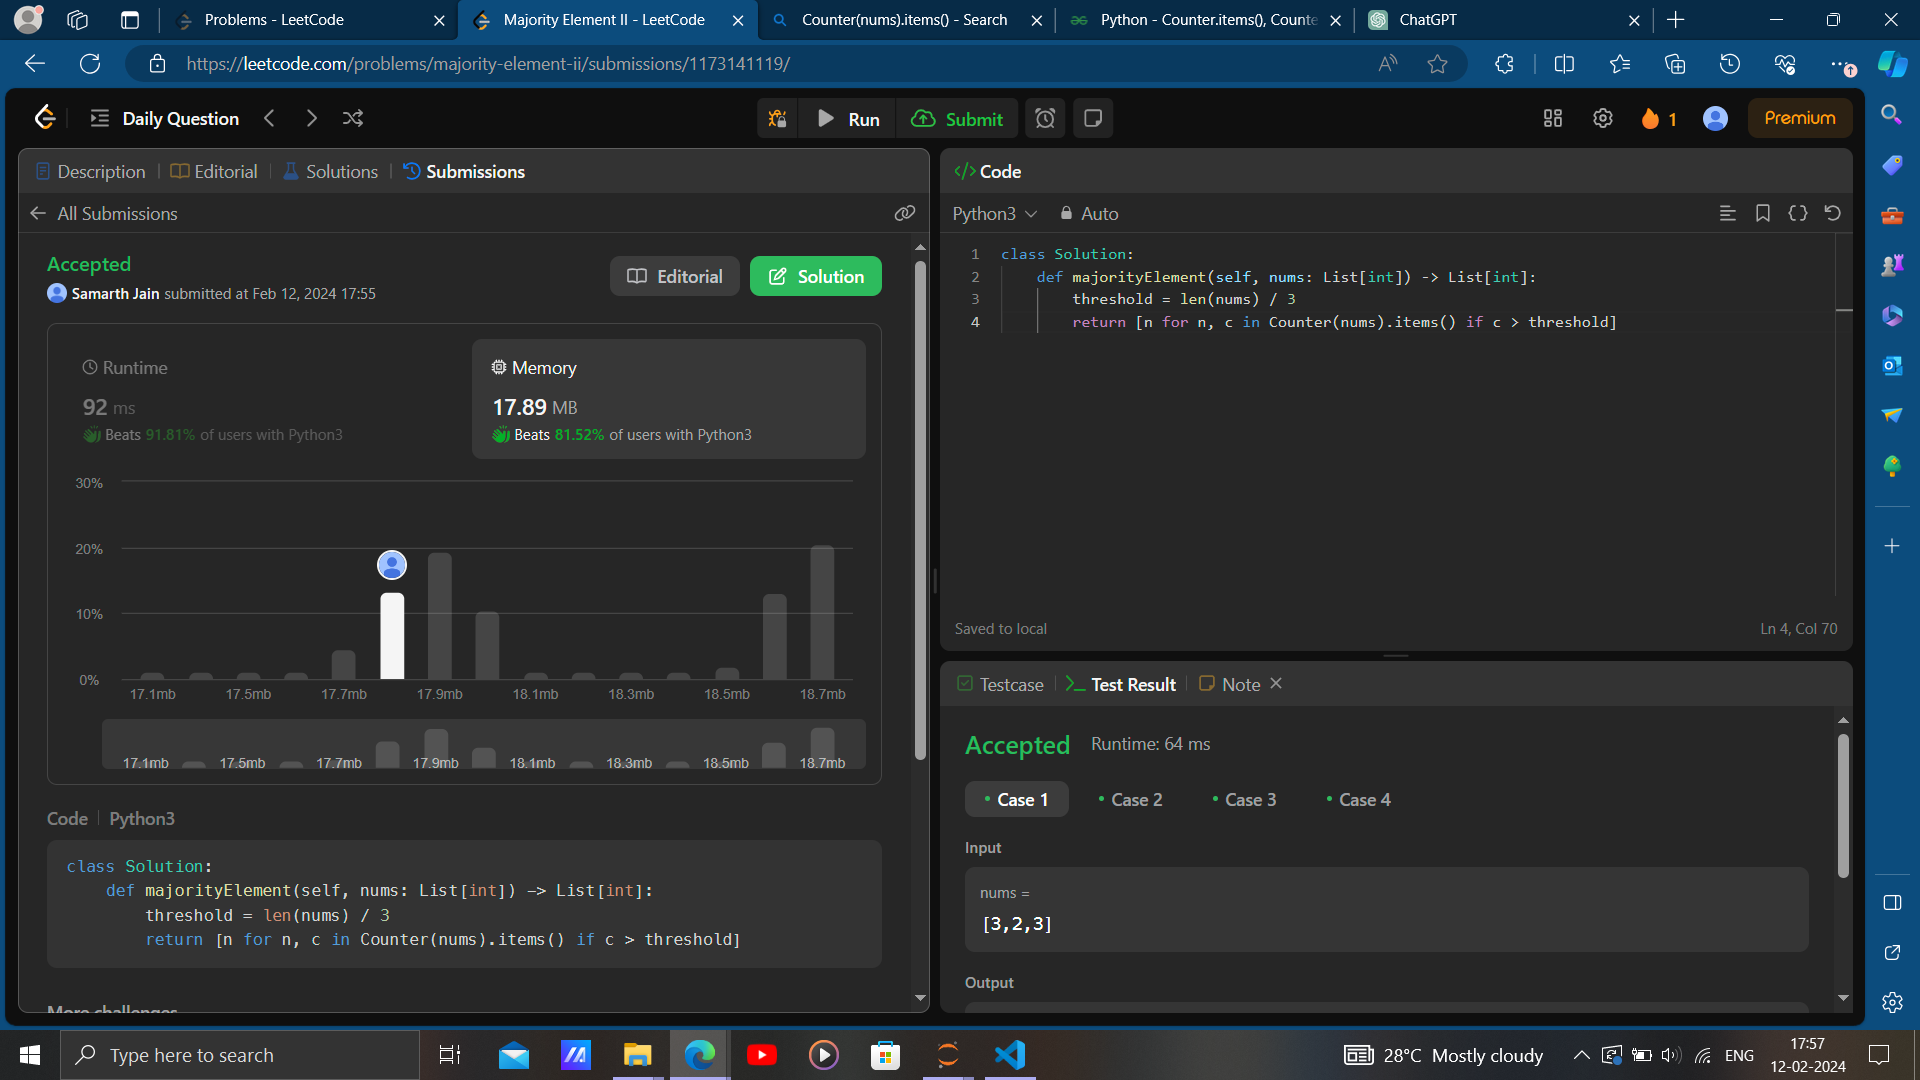 Problems - LeetCode
Majority Element II - LeetCode
Counter(nums).items() - Search
Python - Counter.items(), Counte
ChatGPT
https://leetcode.com/problems/majority-element-ii/submissions/1173141119/
Daily Question
Run
Submit
1
Premium
Description
Editorial
Solutions
Submissions
All Submissions
Accepted
Samarth Jain submitted at Feb 12, 2024 17:55
Editorial
Solution
Runtime
92 ms
Beats 91.81% of users with Python3
Memory
17.89 MB
Beats 81.52% of users with Python3
30%
20%
10%
0%
17.1mb 17.5mb 17.7mb 17.9mb 18.1mb 18.3mb 18.5mb 18.7mb
17.1mb 17.5mb 17.7mb 17.9mb 18.1mb 18.3mb 18.5mb 18.7mb
Code Python3
class Solution:
def majorityElement(self, nums: List[int]) -> List[int]:
threshold = len(nums) / 3
return [n for n, c in Counter(nums).items() if c > threshold]
More challenges
</> Code
Python3
Auto
1 class Solution:
2 def majorityElement(self, nums: List[int]) -> List[int]:
3 threshold = len(nums) / 3
4 return [n for n, c in Counter(nums).items() if c > threshold]
Saved to local
Ln 4, Col 70
Testcase
Test Result
Note
Accepted Runtime: 64 ms
Case 1 Case 2 Case 3 Case 4
Input
nums =
[3,2,3]
Output
Type here to search
28°C Mostly cloudy
ENG
17:57
12-02-2024